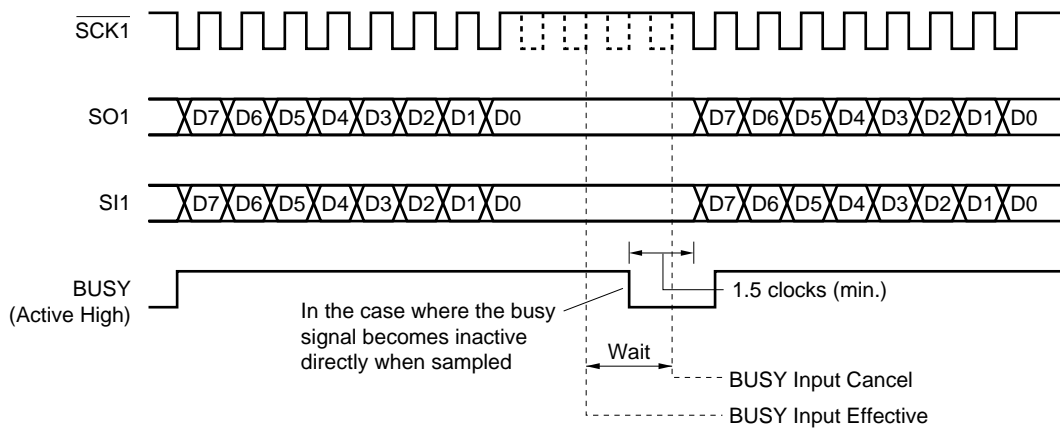 SCK1
SO1
D7 D6 D5 D4 D3 D2 D1 D0 D7 D6 D5 D4 D3 D2 D1 D0
SI1
D7 D6 D5 D4 D3 D2 D1 D0 D7 D6 D5 D4 D3 D2 D1 D0
BUSY
(Active High)
In the case where the busy
signal becomes inactive
directly when sampled
1.5 clocks (min.)
Wait
BUSY Input Cancel
BUSY Input Effective